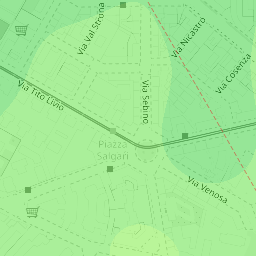 Via Val Strona
Via Nicastro
Via Cosenza
Via Tito Livio
Via Sebino
Piazza
Salgari
Via Venosa